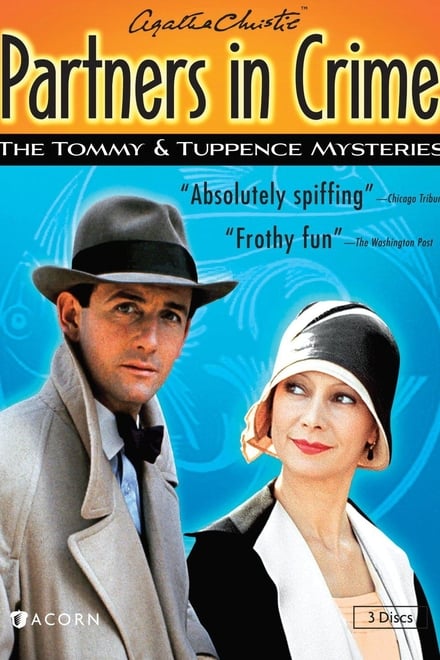 Agatha Christie™
Partners in Crime
THE TOMMY & TUPPENCE MYSTERIES
“Absolutely spiffing” —Chicago Tribun
“Frothy fun” —The Washington Post
ACORN
3 Discs